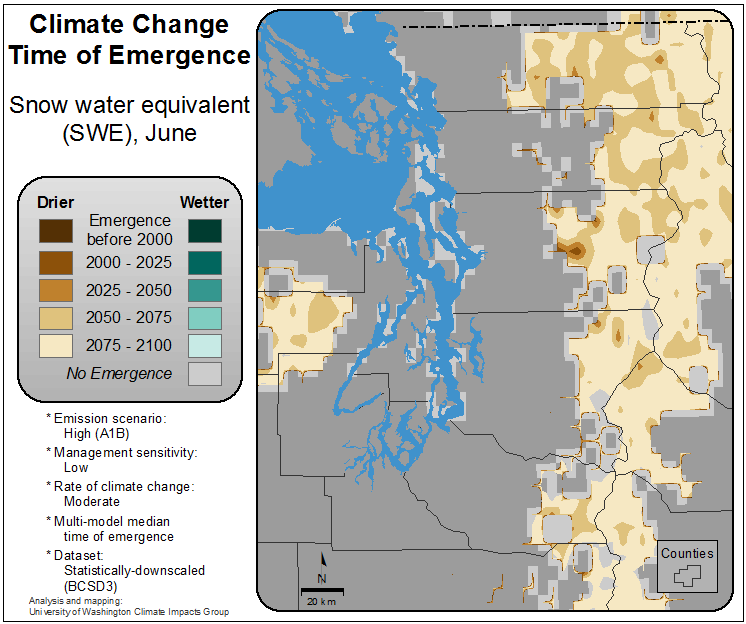 Climate Change
Time of Emergence
Snow water equivalent
(SWE), June
Drier
Wetter
Emergence
before 2000
2000 - 2025
2025 - 2050
2050 - 2075
2075 - 2100
No Emergence
* Emission scenario:
High (A1B)
* Management sensitivity:
Low
* Rate of climate change:
Moderate
* Multi-model median
time of emergence
* Dataset:
Statistically-downscaled
(BCSD3)
Analysis and mapping:
University of Washington Climate Impacts Group
N
20 km
Counties